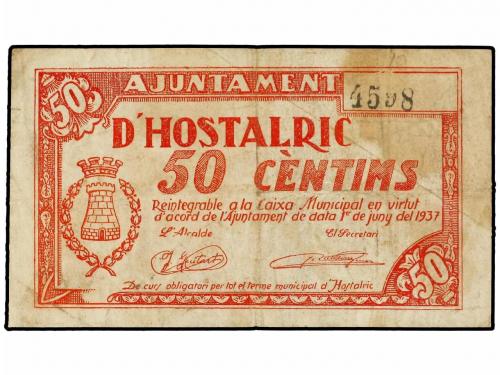 50 AJUNTAMENT 4598
D'HOSTALRIC
50 CÈNTIMS
Reintegrable a la Caixa Municipal en virtut
d'acord de l'Ajuntament de data 1er de juny del 1937
L'Alcalde El Secretari
50
De curs obligatori per tot el terme municipal d'Hostalric